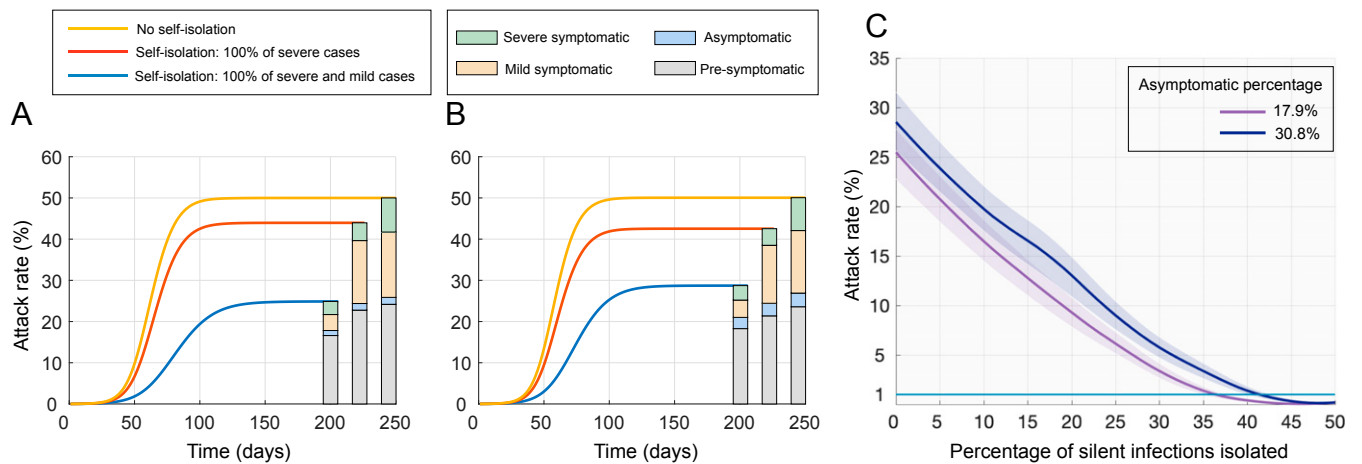 No self-isolation
Self-isolation: 100% of severe cases
Self-isolation: 100% of severe and mild cases
Severe symptomatic
Asymptomatic
Mild symptomatic
Pre-symptomatic
A
60
50
40
30
20
10
0
Attack rate (%)
0 50 100 150 200 250
Time (days)
B
60
50
40
30
20
10
0
0 50 100 150 200 250
Time (days)
C
Asymptomatic percentage
17.9%
30.8%
35
30
25
20
15
10
5
1
Attack rate (%)
0 5 10 15 20 25 30 35 40 45 50
Percentage of silent infections isolated